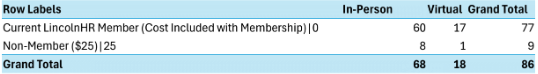 Row Labels In-Person Virtual Grand Total
Current LincolnHR Member (Cost Included with Membership)|0 60 17 77
Non-Member ($25)|25 8 1 9
Grand Total 68 18 86